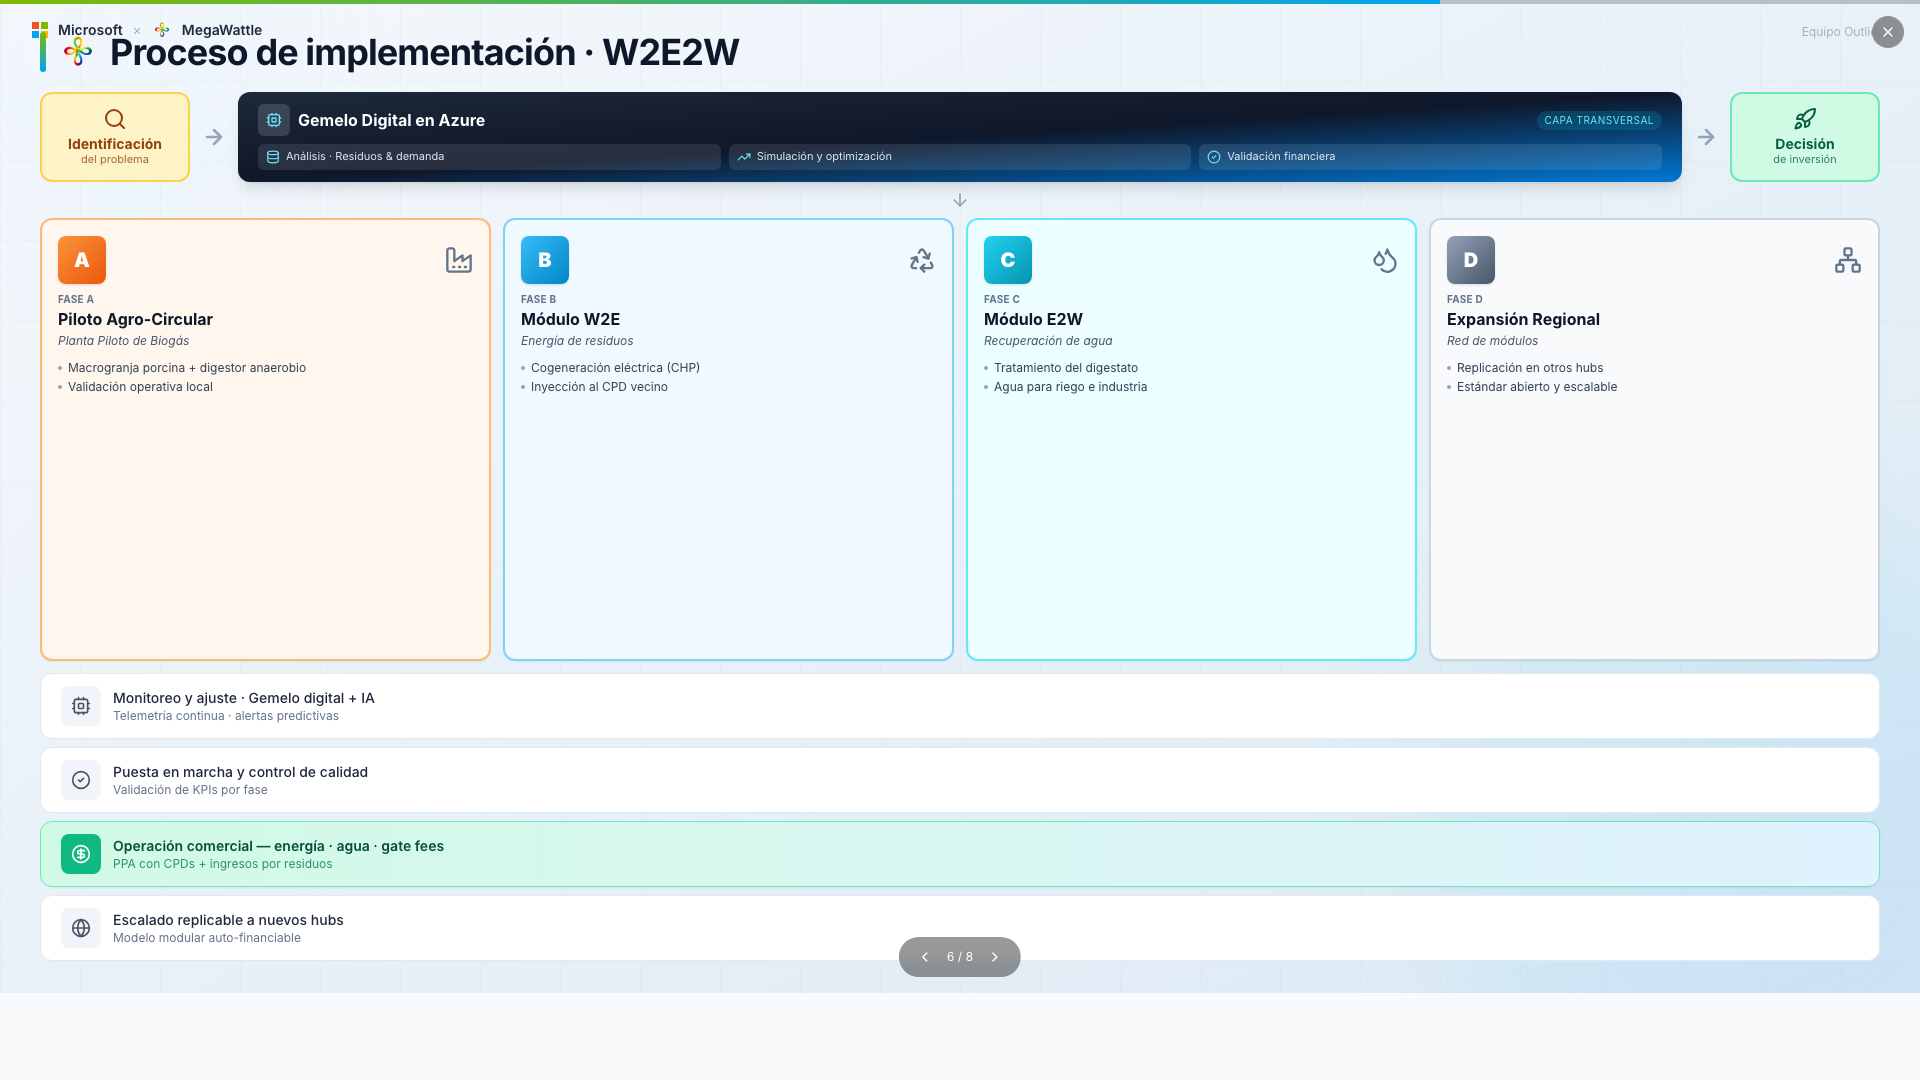 Microsoft × MegaWattle
Equipo Outli
Proceso de implementación · W2E2W
Identificación
del problema
Gemelo Digital en Azure
CAPA TRANSVERSAL
Análisis · Residuos & demanda
Simulación y optimización
Validación financiera
Decisión
de inversión
A
FASE A
Piloto Agro-Circular
Planta Piloto de Biogás
• Macrogranja porcina + digestor anaerobio
• Validación operativa local
B
FASE B
Módulo W2E
Energía de residuos
• Cogeneración eléctrica (CHP)
• Inyección al CPD vecino
C
FASE C
Módulo E2W
Recuperación de agua
• Tratamiento del digestato
• Agua para riego e industria
D
FASE D
Expansión Regional
Red de módulos
• Replicación en otros hubs
• Estándar abierto y escalable
Monitoreo y ajuste · Gemelo digital + IA
Telemetría continua · alertas predictivas
Puesta en marcha y control de calidad
Validación de KPIs por fase
Operación comercial — energía · agua · gate fees
PPA con CPDs + ingresos por residuos
Escalado replicable a nuevos hubs
Modelo modular auto-financiable
6 / 8